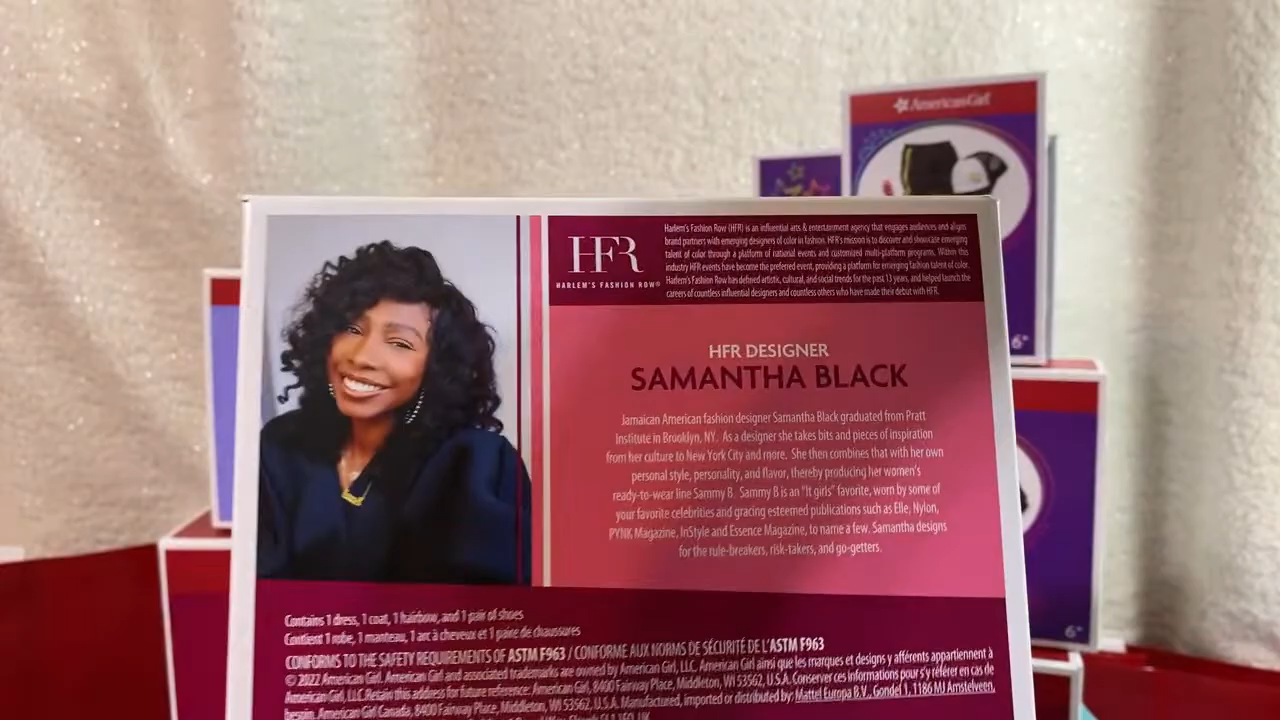 AmericanGirl
HFR
HARLEM'S FASHION ROW®
Harlem's Fashion Row (HFR) is an influential arts & entertainment agency that engages audiences and aligns
brand partners with emerging designers of color in fashion. HFR's mission is to discover and showcase emerging
talent of color through a platform of national events and customized multi-platform programs. Within this
industry HFR events have become the preferred event, providing a platform for emerging fashion talent of color.
Harlem's Fashion Row has defined artistic, cultural, and social trends for the past 13 years, and helped launch the
careers of countless influential designers and countless others who have made their debut with HFR.
HFR DESIGNER
SAMANTHA BLACK
Jamaican American fashion designer Samantha Black graduated from Pratt
Institute in Brooklyn, NY. As a designer she takes bits and pieces of inspiration
from her culture to New York City and more. She then combines that with her own
personal style, personality, and flavor, thereby producing her women's
ready-to-wear line Sammy B. Sammy B is an "It girls" favorite, worn by some of
your favorite celebrities and gracing esteemed publications such as Elle, Nylon,
PYNK Magazine, InStyle and Essence Magazine, to name a few. Samantha designs
for the rule-breakers, risk-takers, and go-getters.
6+
6+
Contains 1 dress, 1 coat, 1 hairbow, and 1 pair of shoes
Contient 1 robe, 1 manteau, 1 arc à cheveux et 1 paire de chaussures
CONFORMS TO THE SAFETY REQUIREMENTS OF ASTM F963 / CONFORME AUX NORMS DE SÉCURITÉ DE L'ASTM F963
© 2022 American Girl. American Girl and associated trademarks are owned by American Girl, LLC. American Girl ainsi que les marques et designs y afférents appartiennent à
American Girl, LLC. Retain this address for future reference: American Girl, 8400 Fairway Place, Middleton, WI 53562, U.S.A. Conserver ces informations pour s'y référer en cas de
besoin. American Girl Canada, 8400 Fairway Place, Middleton, WI 53562, U.S.A. Manufactured, imported or distributed by: Mattel Europa B.V., Gondel 1, 1186 MJ Amstelveen,